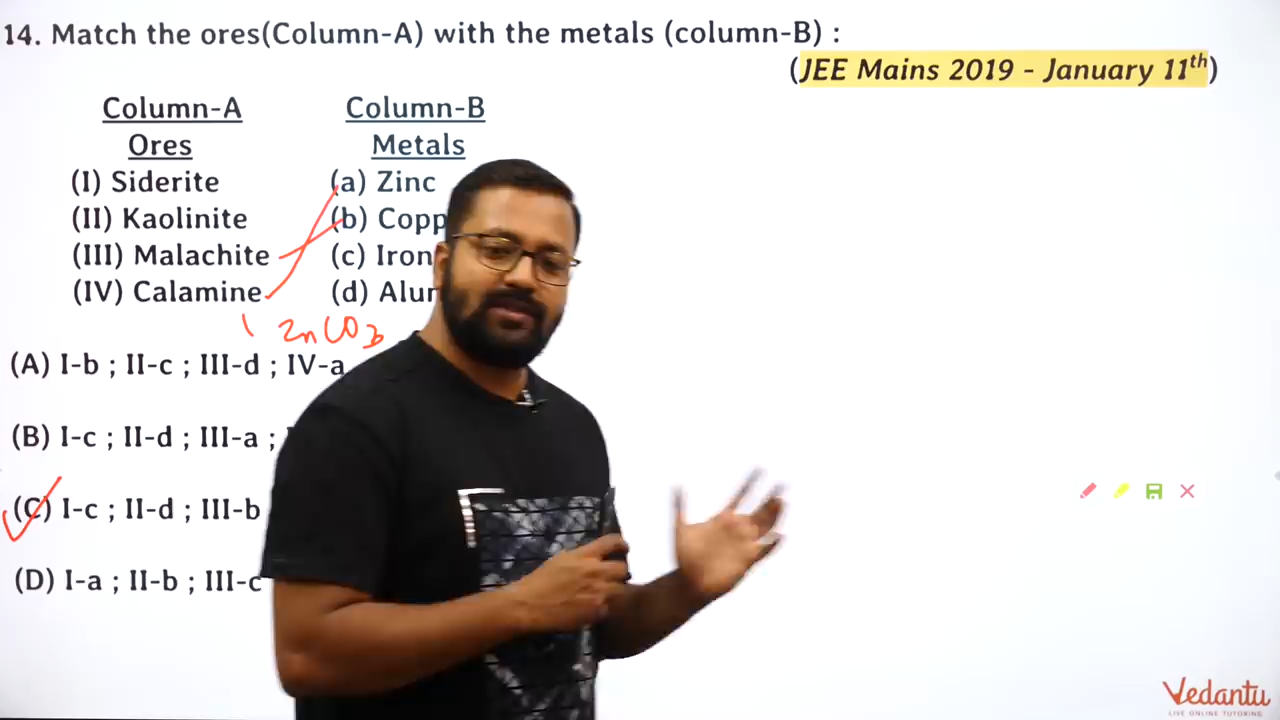 14. Match the ores(Column-A) with the metals (column-B) :
(JEE Mains 2019 - January 11th)
Column-A Column-B
Ores Metals
(I) Siderite (a) Zinc
(II) Kaolinite (b) Copp
(III) Malachite (c) Iron
(IV) Calamine (d) Alu
ZnCO3
(A) I-b ; II-c ; III-d ; IV-a
(B) I-c ; II-d ; III-a ;
(C) I-c ; II-d ; III-b
(D) I-a ; II-b ; III-c
Vedantu
LIVE ONLINE TUTORING